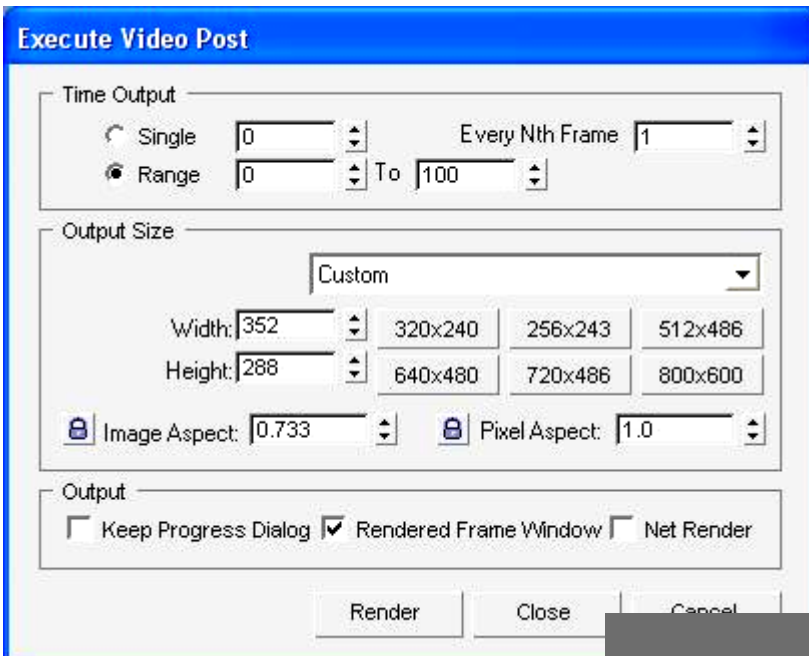 Execute Video Post
Time Output
Single 0 Every Nth Frame 1
Range 0 To 100
Output Size
Custom
Width: 352 320x240 256x243 512x486
Height: 288 640x480 720x486 800x600
Image Aspect: 0.733 Pixel Aspect: 1.0
Output
Keep Progress Dialog Rendered Frame Window Net Render
Render Close Cancel